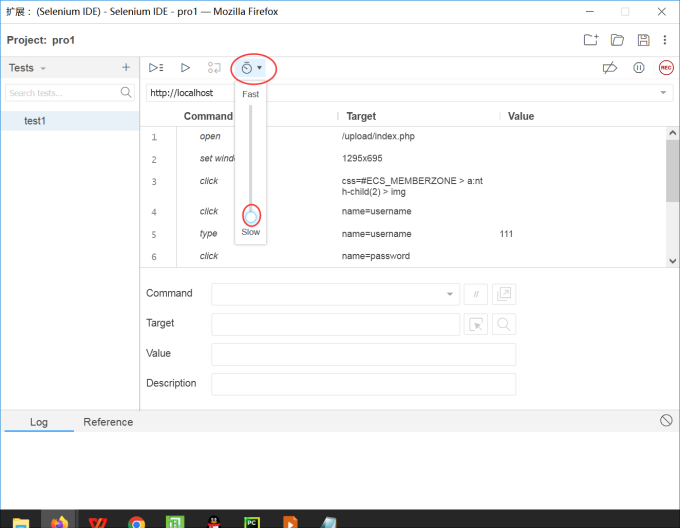 扩展：(Selenium IDE) - Selenium IDE - pro1 — Mozilla Firefox
Project: pro1
Tests
REC
Search tests...
http://localhost
Fast
test1
Command Target Value
1 open /upload/index.php
2 set wind 1295x695
3 click css=#ECS_MEMBERZONE > a:nt
h-child(2) > img
4 click name=username
Slow
5 type name=username 111
6 click name=password
Command
//
Target
Value
Description
Log Reference
PC